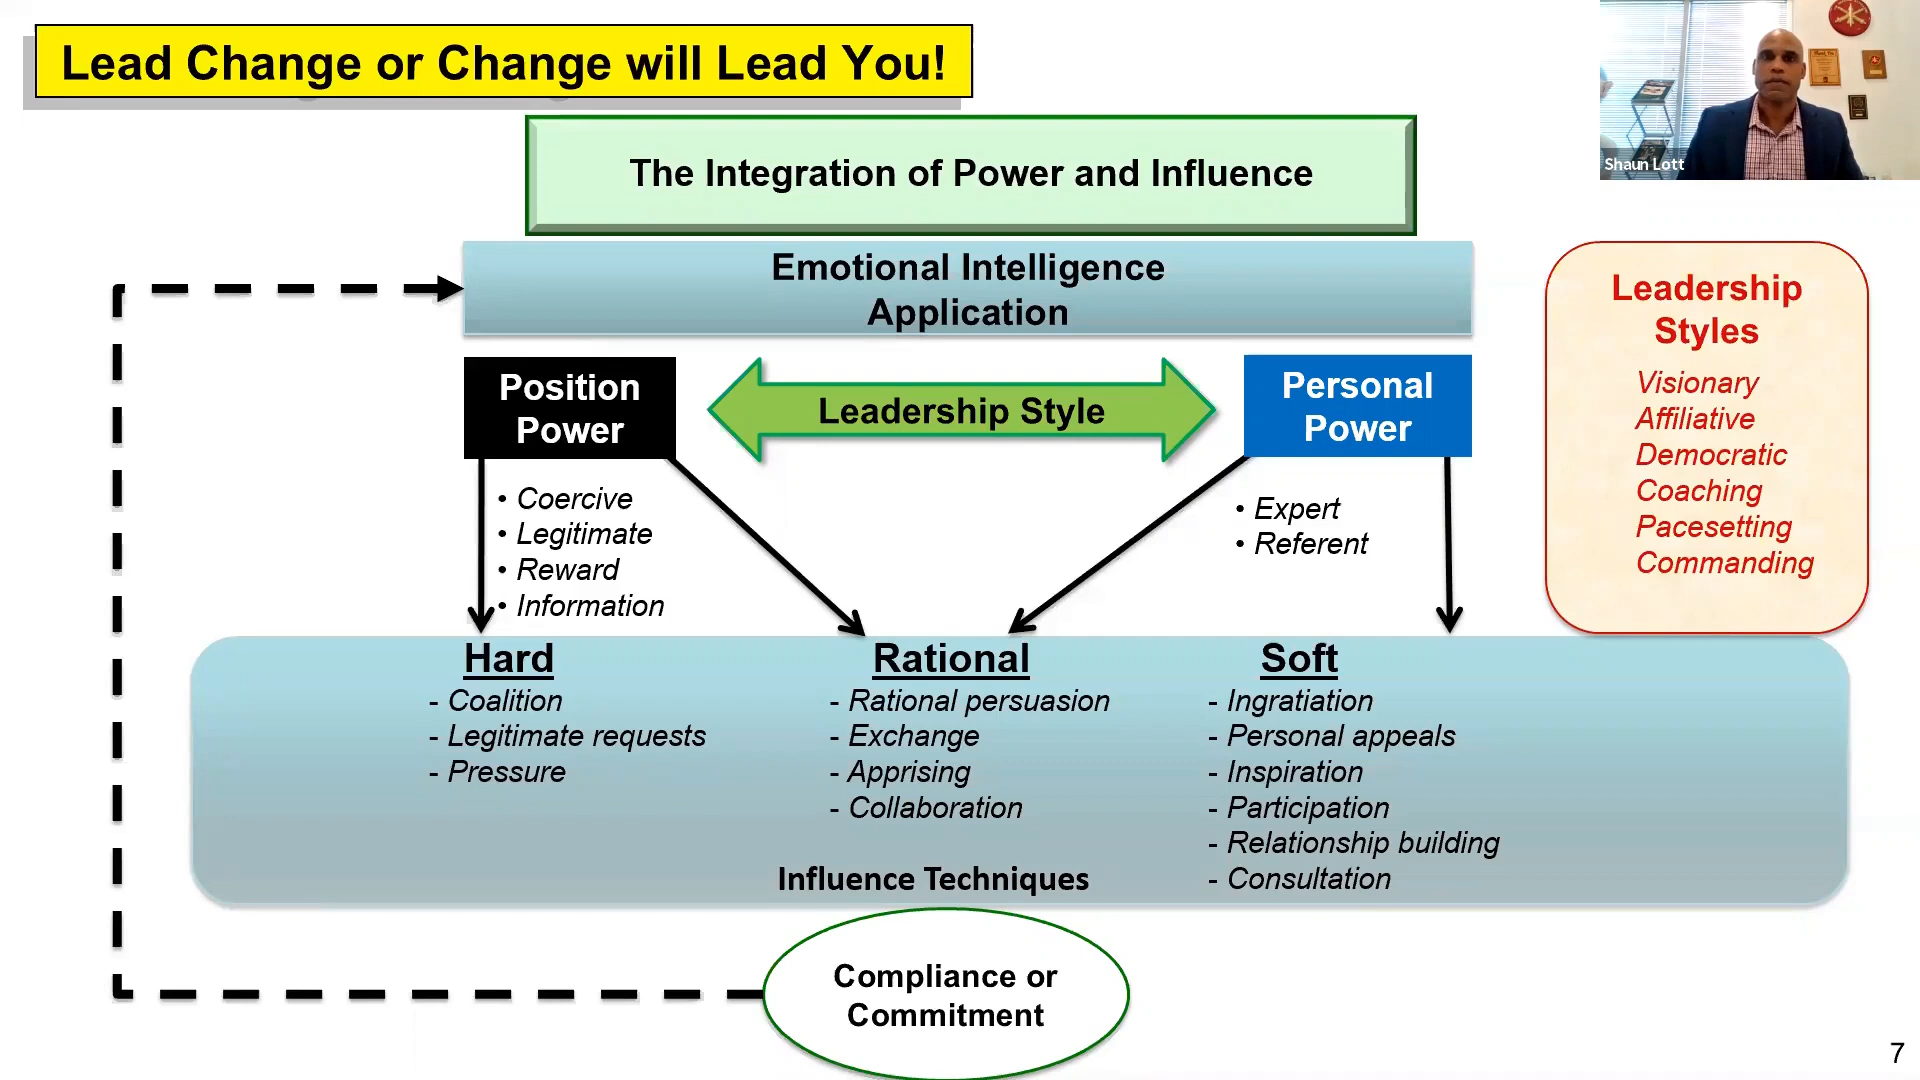 Lead Change or Change will Lead You!
Shaun Lott
The Integration of Power and Influence
Emotional Intelligence
Application
Position
Power
Leadership Style
Personal
Power
Leadership
Styles
Visionary
Affiliative
Democratic
Coaching
Pacesetting
Commanding
• Coercive
• Legitimate
• Reward
• Information
• Expert
• Referent
Hard
- Coalition
- Legitimate requests
- Pressure
Rational
- Rational persuasion
- Exchange
- Apprising
- Collaboration
Soft
- Ingratiation
- Personal appeals
- Inspiration
- Participation
- Relationship building
- Consultation
Influence Techniques
Compliance or
Commitment
7